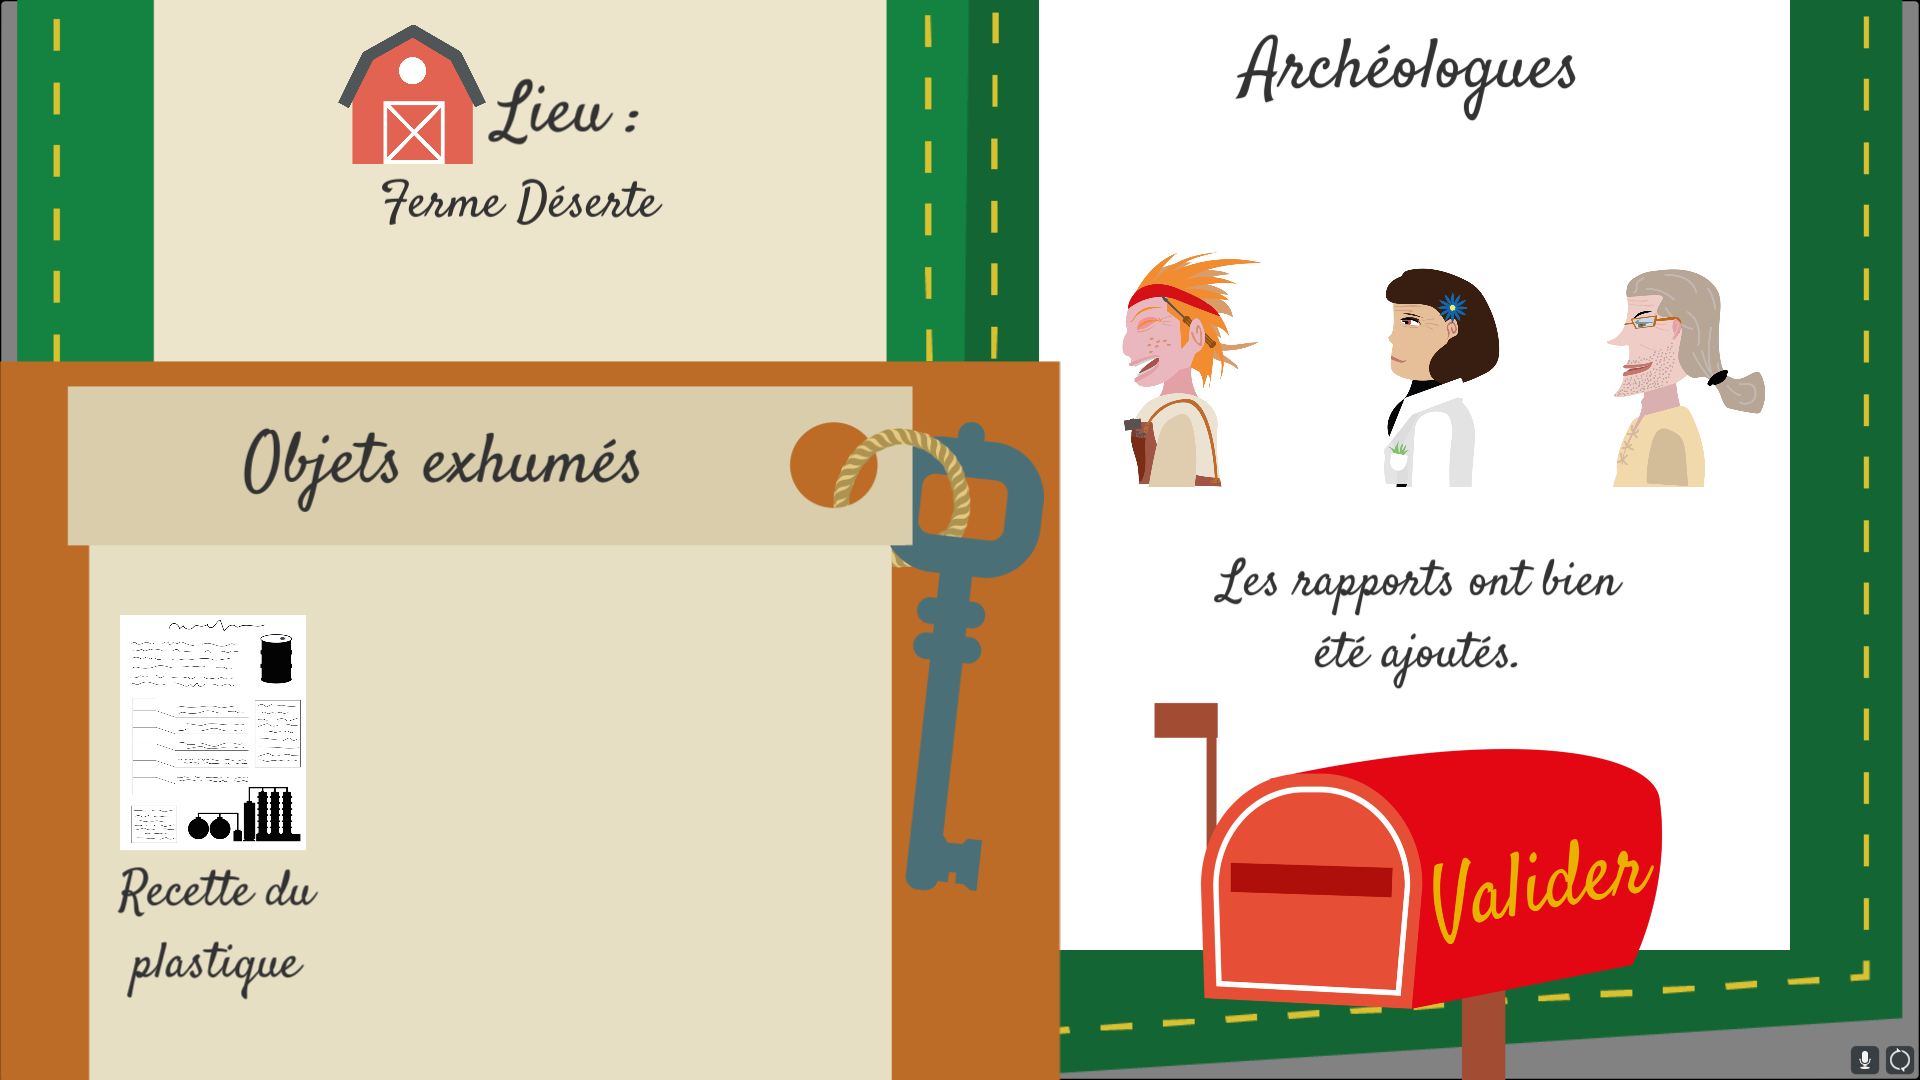 Lieu :
Ferme Déserte
Objets exhumés
Recette du
plastique
Archéologues
Les rapports ont bien
été ajoutés.
Valider